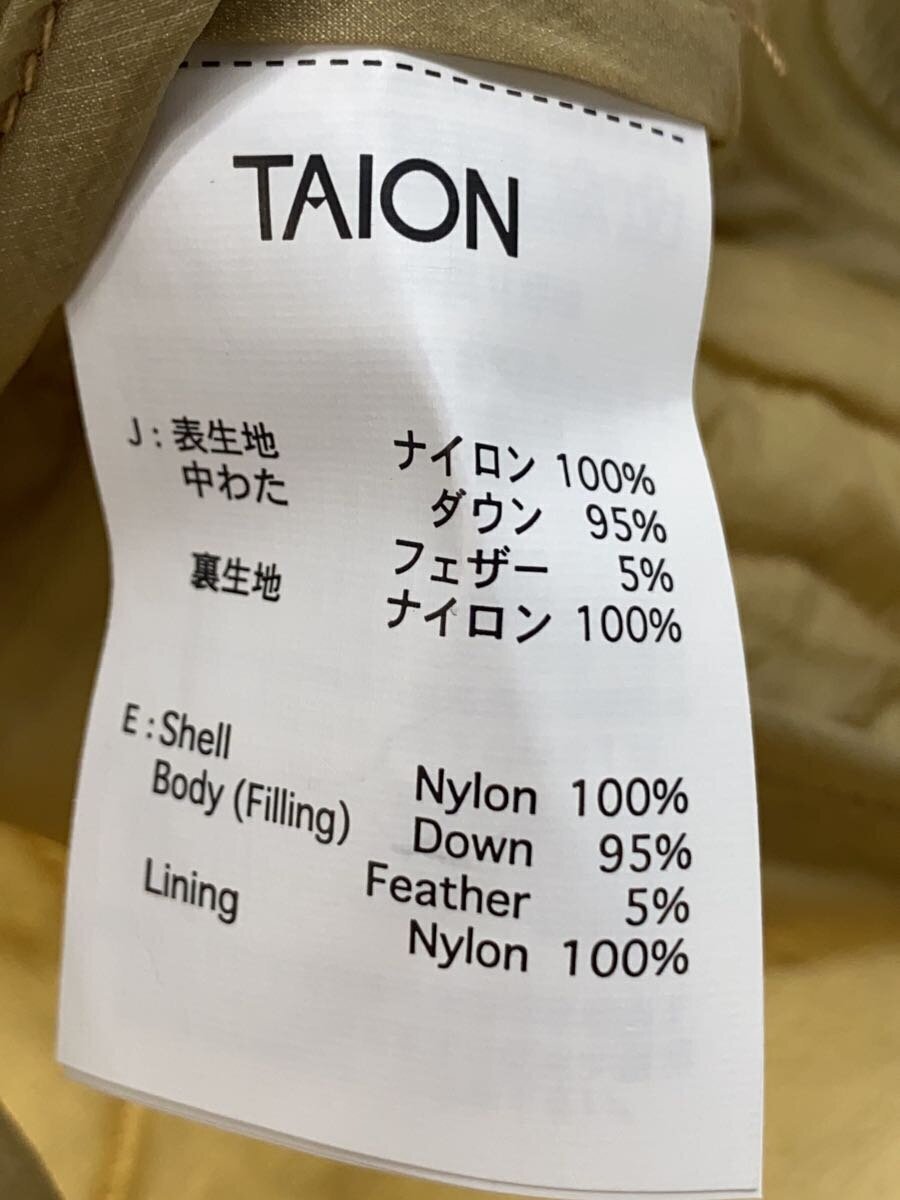 TAION
J : 表生地 ナイロン 100%
中わた ダウン 95%
フェザー 5%
裏生地 ナイロン 100%
E : Shell Nylon 100%
Body (Filling) Down 95%
Feather 5%
Lining Nylon 100%